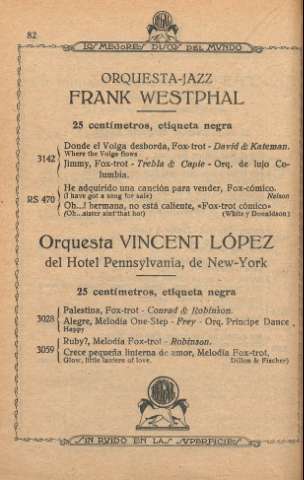 82
LOS MEJORES DISCOS DEL MUNDO
ORQUESTA-JAZZ
FRANK WESTPHAL
25 centímetros, etiqueta negra
Donde el Volga desborda, Fox-trot - David & Kateman.
Where the Volga flows
3142
Jimmy, Fox-trot - Trebla & Caple - Orq. de lujo Co-
lumbia.
He adquirido una canción para vender, Fox-cómico.
(I have got a song for sale) Nelson
RS 470
Oh..! hermana, no está caliente, «Fox-trot cómico»
(Oh..sister aint that hot) (White y Donaldson)
Orquesta VINCENT LÓPEZ
del Hotel Pennsylvania, de New-York
25 centímetros, etiqueta negra
Palestina, Fox-trot - Conrad & Robinson.
3028
Alegre, Melodía One-Step - Frey - Orq. Príncipe Dance
Happy
Ruby?, Melodía Fox-trot - Robinson.
3059
Crece pequeña linterna de amor, Melodía Fox-trot,
Glow, little lantern of love. Dillon & Fischer)
SIN RUIDO EN LAS SUPERFICIES